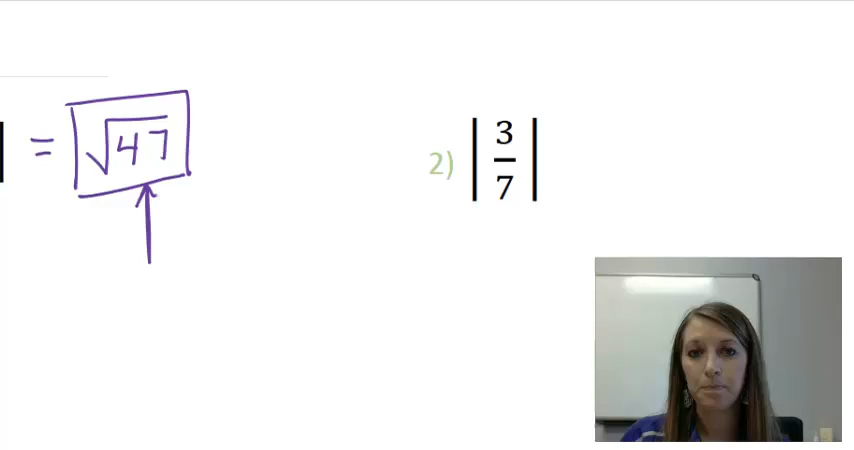 | = √47
2) | 3/7 |